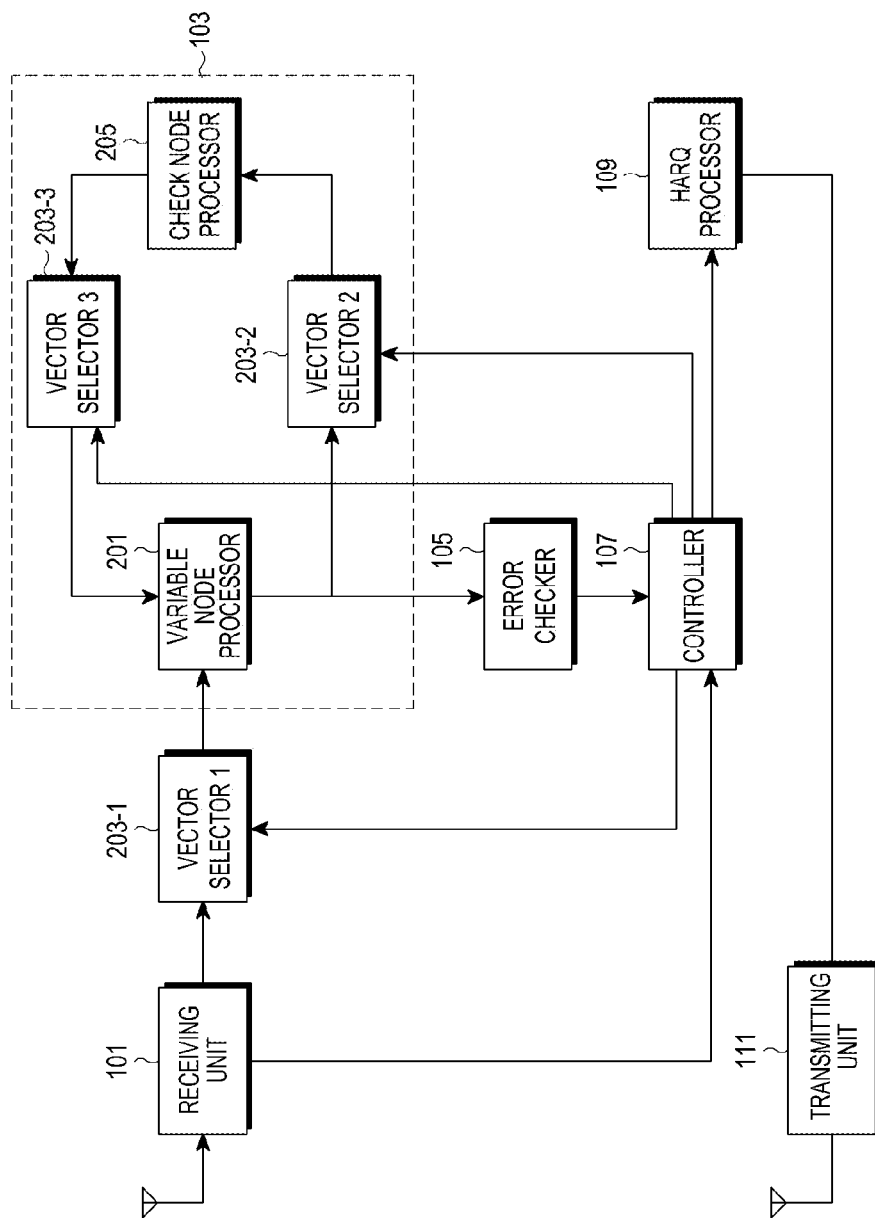 103
203-3
VECTOR
SELECTOR 3
205
CHECK NODE
PROCESSOR
201
VARIABLE
NODE
PROCESSOR
203-2
VECTOR
SELECTOR 2
203-1
VECTOR
SELECTOR 1
101
RECEIVING
UNIT
105
ERROR
CHECKER
107
CONTROLLER
109
HARQ
PROCESSOR
111
TRANSMITTING
UNIT